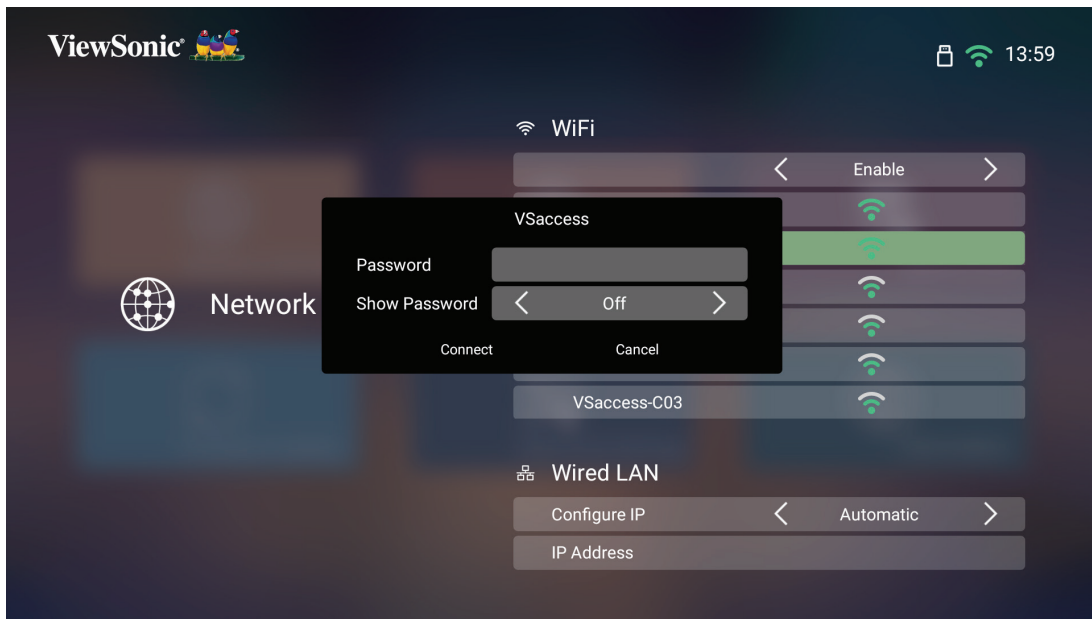 ViewSonic®
13:59
WiFi
Enable
VSaccess
Password
Network
Show Password
Off
Connect
Cancel
VSaccess-C03
Wired LAN
Configure IP
Automatic
IP Address